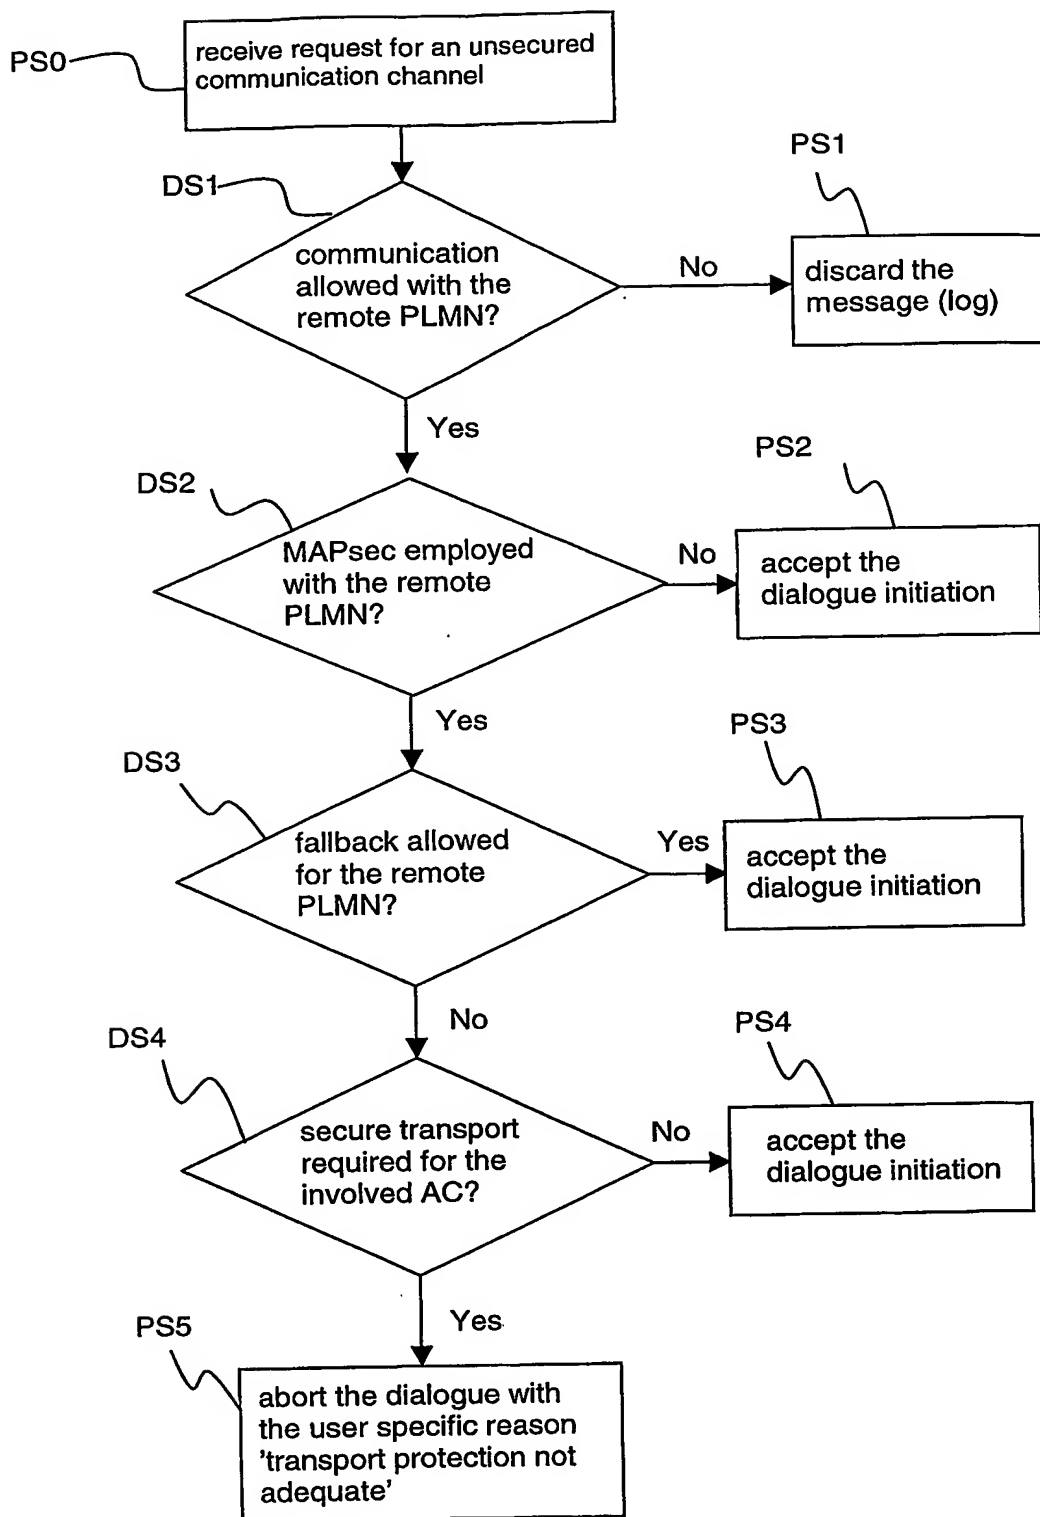 PS0
receive request for an unsecured
communication channel
DS1
PS1
communication
allowed with the
remote PLMN?
No
discard the
message (log)
Yes
DS2
PS2
MAPsec employed
with the remote
PLMN?
No
accept the
dialogue initiation
Yes
DS3
PS3
fallback allowed
for the remote
PLMN?
Yes
accept the
dialogue initiation
No
DS4
PS4
secure transport
required for the
involved AC?
No
accept the
dialogue initiation
Yes
PS5
abort the dialogue with
the user specific reason
'transport protection not
adequate'